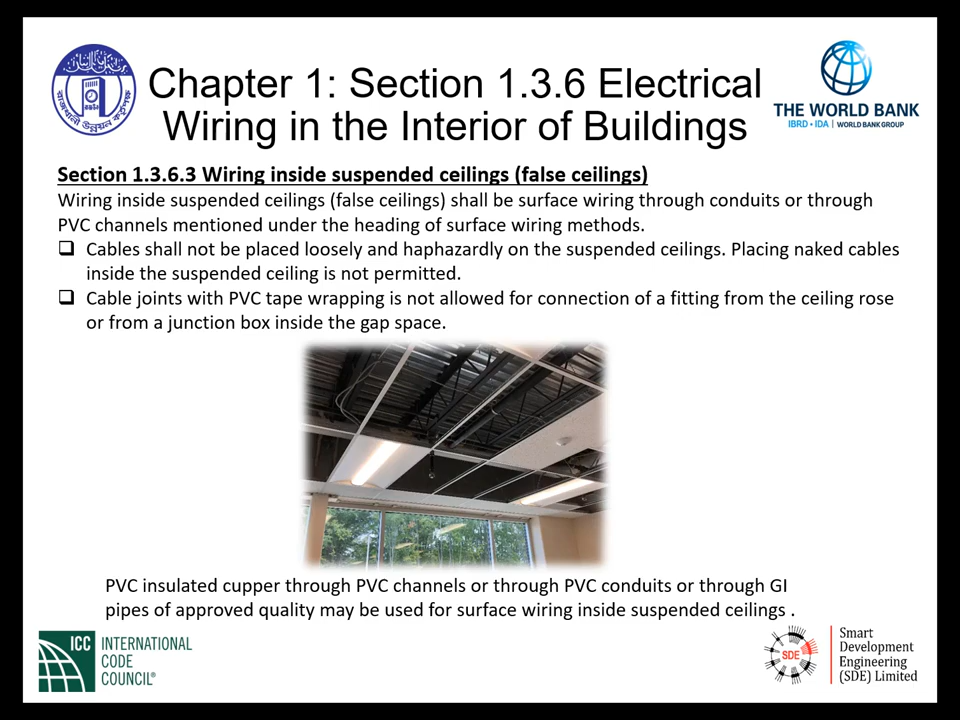 Chapter 1: Section 1.3.6 Electrical
Wiring in the Interior of Buildings
THE WORLD BANK
IBRD • IDA | WORLD BANK GROUP
Section 1.3.6.3 Wiring inside suspended ceilings (false ceilings)
Wiring inside suspended ceilings (false ceilings) shall be surface wiring through conduits or through
PVC channels mentioned under the heading of surface wiring methods.
❑ Cables shall not be placed loosely and haphazardly on the suspended ceilings. Placing naked cables
inside the suspended ceiling is not permitted.
❑ Cable joints with PVC tape wrapping is not allowed for connection of a fitting from the ceiling rose
or from a junction box inside the gap space.
PVC insulated cupper through PVC channels or through PVC conduits or through GI
pipes of approved quality may be used for surface wiring inside suspended ceilings .
ICC INTERNATIONAL
CODE
COUNCIL®
SDE
Smart
Development
Engineering
(SDE) Limited